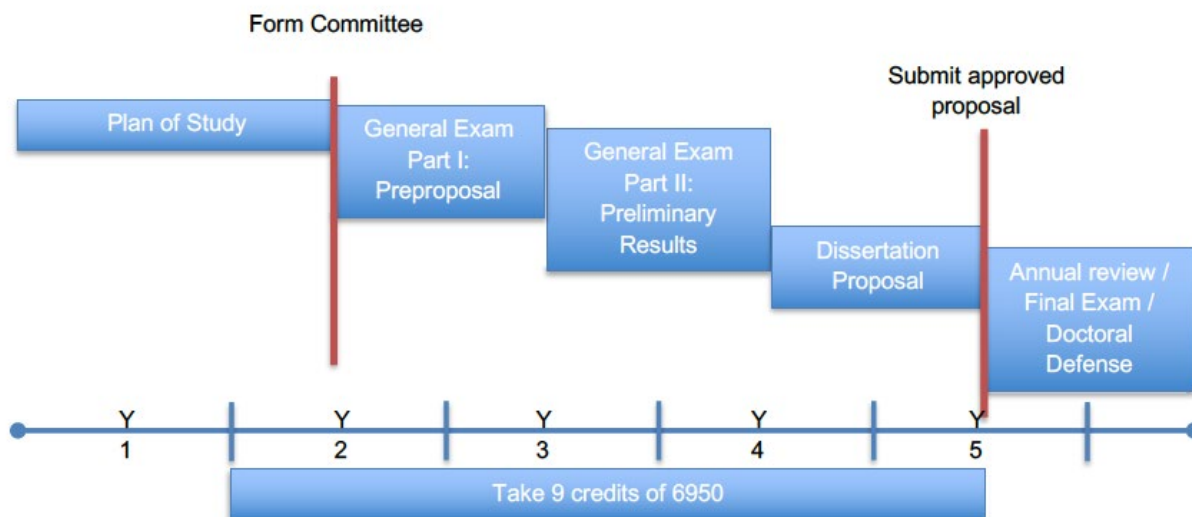 Form Committee
Submit approved
proposal
Plan of Study
General Exam
Part I:
Preproposal
General Exam
Part II:
Preliminary
Results
Dissertation
Proposal
Annual review /
Final Exam /
Doctoral
Defense
Y Y Y Y Y
1 2 3 4 5
Take 9 credits of 6950